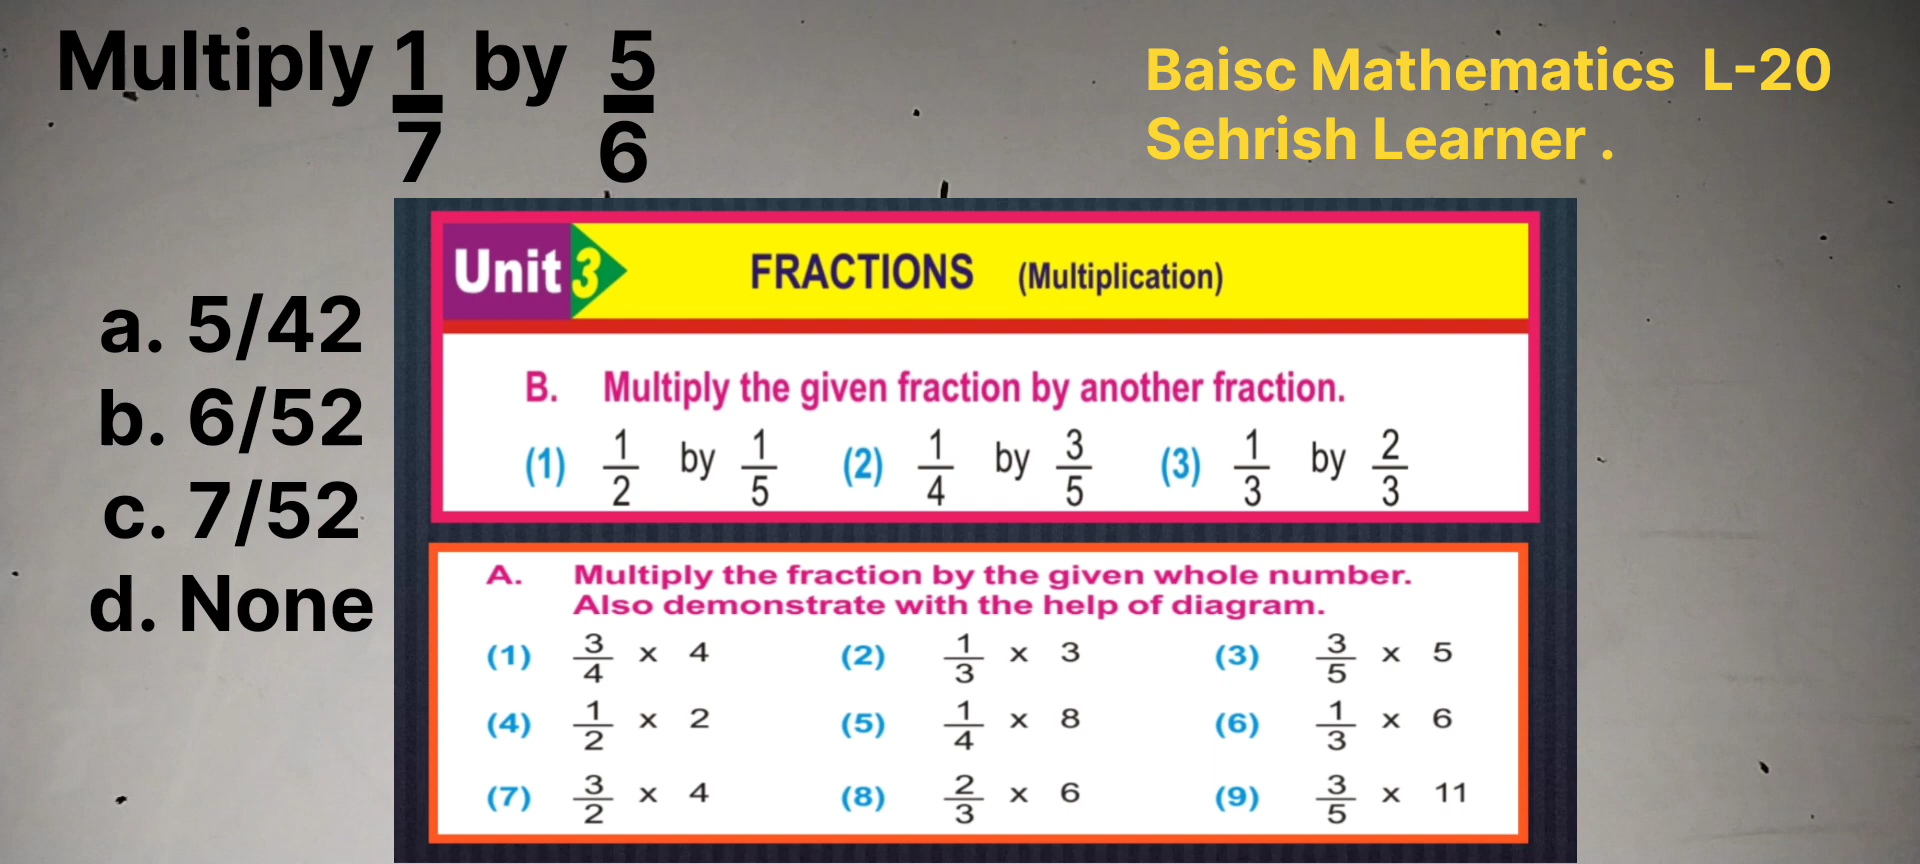 Multiply 1/7 by 5/6
Baisc Mathematics L-20
Sehrish Learner .
a. 5/42
b. 6/52
c. 7/52
d. None
Unit 3 FRACTIONS (Multiplication)
B. Multiply the given fraction by another fraction.
(1) 1/2 by 1/5 (2) 1/4 by 3/5 (3) 1/3 by 2/3
A. Multiply the fraction by the given whole number.
Also demonstrate with the help of diagram.
(1) 3/4 x 4 (2) 1/3 x 3 (3) 3/5 x 5
(4) 1/2 x 2 (5) 1/4 x 8 (6) 1/3 x 6
(7) 3/2 x 4 (8) 2/3 x 6 (9) 3/5 x 11